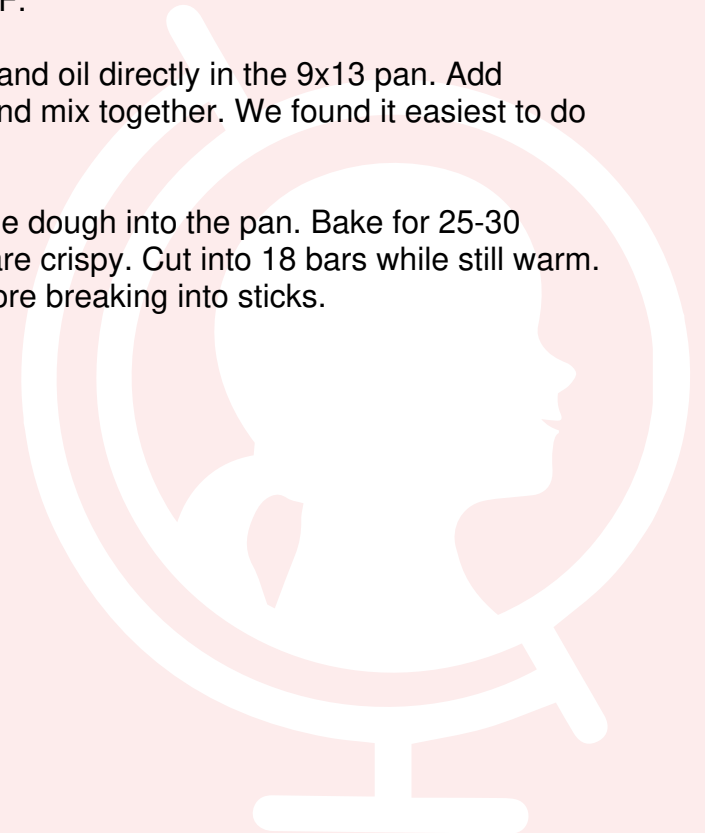 F.
and oil directly in the 9x13 pan. Add
nd mix together. We found it easiest to do
e dough into the pan. Bake for 25-30
are crispy. Cut into 18 bars while still warm.
ore breaking into sticks.